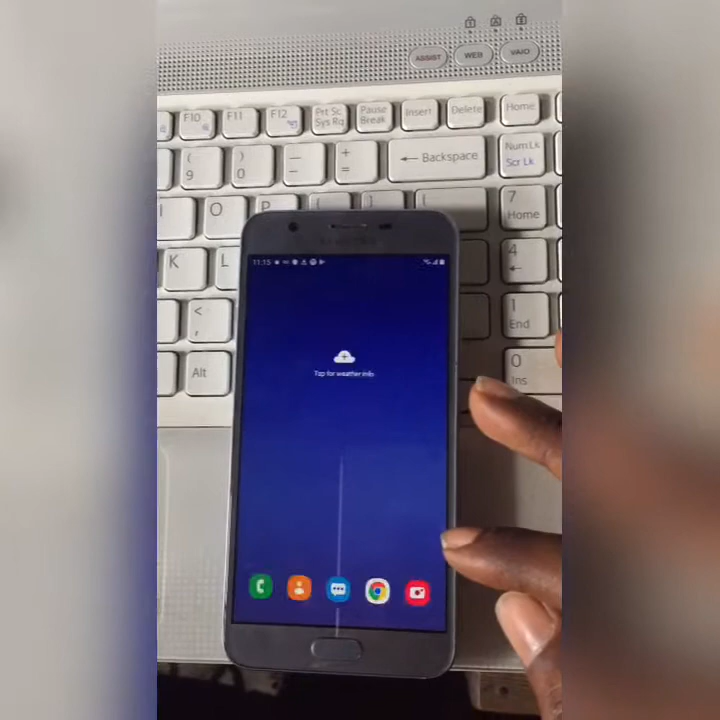 ASSIST WEB VAIO
F10 F11 F12 Prt Sc Pause Insert Delete Home
Sys Rq Break
( ) — + ← Backspace Num Lk
9 0 - = Scr Lk
I O P { } 7
Home
K L 4
←
< 1
, End
Alt 0
Ins
SAMSUNG
11:15
Tap for weather info